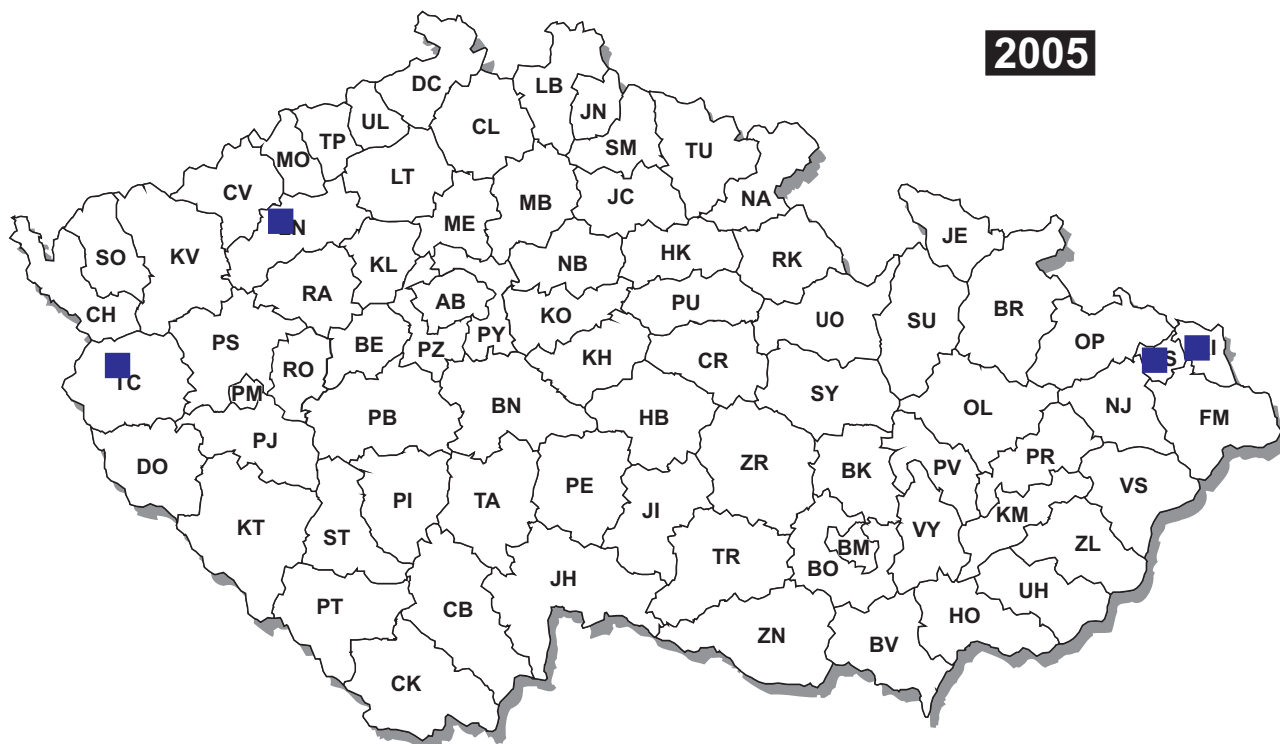 2005
DC
LB
JN
UL
CL
TP
MO
SM
TU
LT
CV
MB
JC
NA
ME
JE
SO
KV
KL
NB
HK
RK
RA
AB
KO
PU
UO
SU
BR
CH
PS
BE
PZ
PY
KH
CR
OP
RO
TC
PM
SY
OL
NJ
FM
PB
BN
HB
PJ
DO
ZR
BK
PV
PR
VS
PI
TA
PE
JI
KT
ST
VY
KM
ZL
BM
BO
TR
JH
PT
CB
UH
HO
ZN
BV
CK